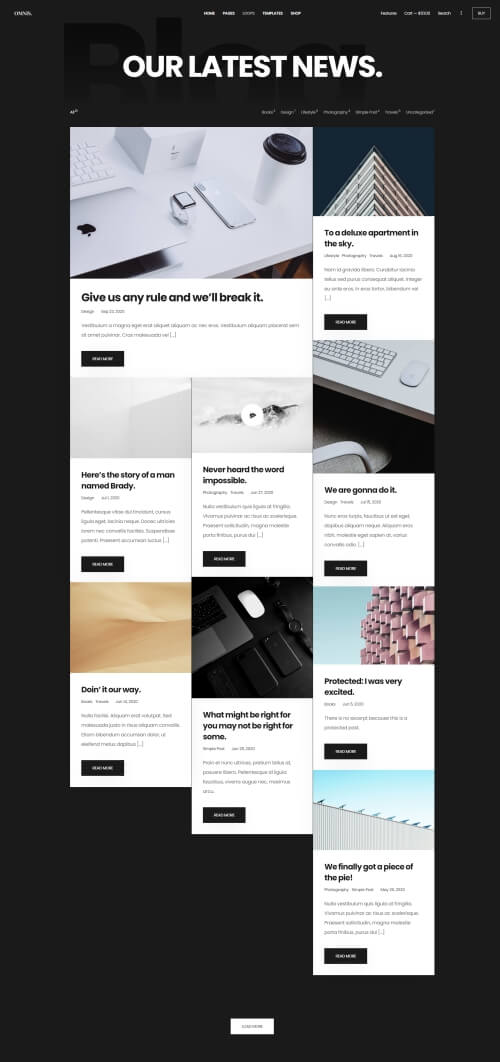 OMNIS.
HOME PAGES LOOPS TEMPLATES SHOP
Features Cart — $10.00 Search BUY
Blog
OUR LATEST NEWS.
All
Books Design Lifestyle Photography Simple Post Travels Uncategorized
Give us any rule and we'll break it.
Design Sep 23, 2020
Vestibulum a magna eget erat aliquet aliquam ac nec eros. Vestibulum aliquam placerat sem
sit amet pulvinar. Cras malesuada vel [...]
READ MORE
To a deluxe apartment in
the sky.
Lifestyle Photography Travels Aug 16, 2020
Nam id gravida libero. Curabitur lacinia
tellus sed purus consequat aliquet. Integer
eu ante eros. In eros tortor, bibendum vel
[...]
READ MORE
Here's the story of a man
named Brady.
Design Jul 1, 2020
Pellentesque vitae dui tincidunt, cursus
ligula eget, lacinia neque. Donec ultricies
lorem nec convallis facilisis. Suspendisse
potenti. Praesent accumsan luctus [...]
READ MORE
Never heard the word
impossible.
Photography Travels Jun 27, 2020
Nulla vestibulum quis ligula at fringilla.
Vivamus pulvinar ac risus ac scelerisque.
Praesent sollicitudin, magna molestie
porta finibus, purus dui [...]
READ MORE
We are gonna do it.
Design Travels Jul 15, 2020
Nunc eros turpis, faucibus ut est eget,
dapibus aliquam neque. Aliquam eros
nibh, molestie eget sapien at, varius
convallis odio. [...]
READ MORE
Doin' it our way.
Books Travels Jun 14, 2020
Nulla facilisi. Aliquam erat volutpat. Sed
malesuada justo in risus aliquam convallis.
Etiam bibendum accumsan dolor, ut
eleifend metus dapibus [...]
READ MORE
What might be right for
you may not be right for
some.
Simple Post Jun 23, 2020
Proin et nunc ultrices, pretium tellus at,
posuere libero. Pellentesque id ligula
faucibus, viverra augue nec, maximus
arcu.
READ MORE
Protected: I was very
excited.
Books Jun 5, 2020
There is no excerpt because this is a
protected post.
READ MORE
We finally got a piece of
the pie!
Photography Simple Post May 28, 2020
Nulla vestibulum quis ligula at fringilla.
Vivamus pulvinar ac risus ac scelerisque.
Praesent sollicitudin, magna molestie
porta finibus, purus dui [...]
READ MORE
LOAD MORE